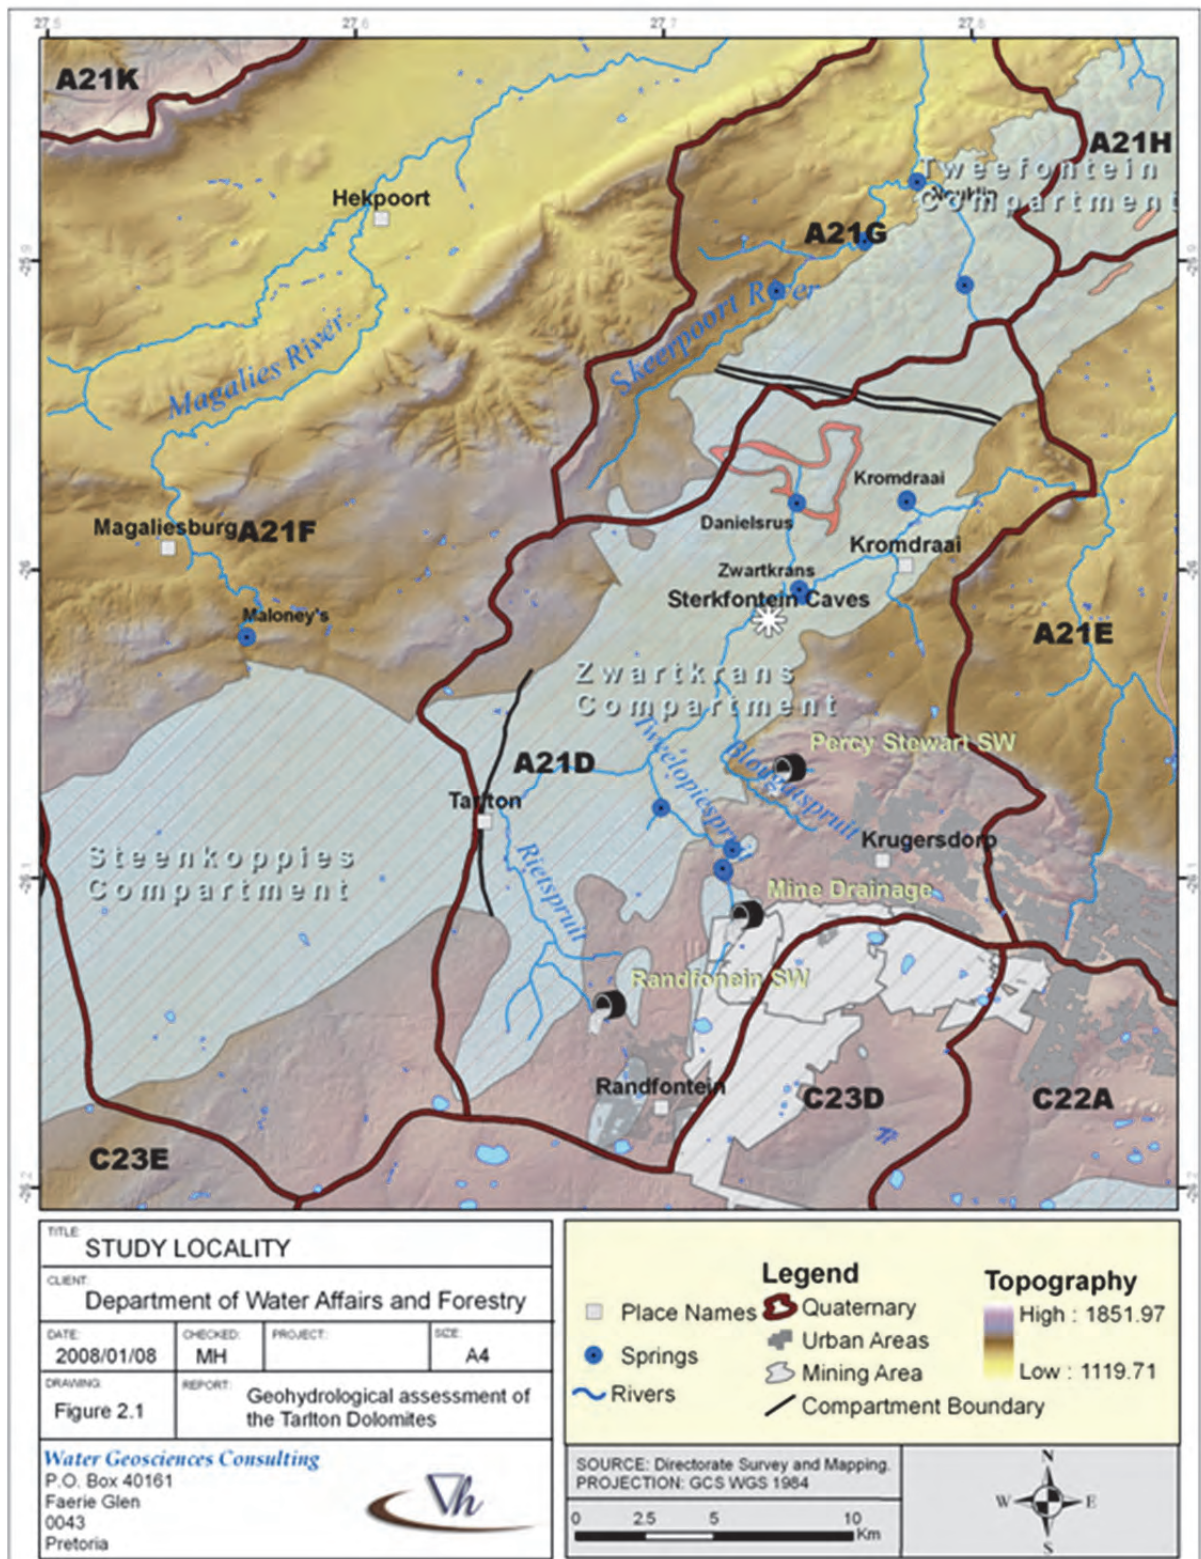 27.5
27.6
27.7
27.8
A21K
A21H
Tweefontein
Compartment
Nouklip
Hekpoort
A21G
Skeerpoort River
Magalies River
Kromdraai
Danielsrus
Kromdraai
Magaliesburg
A21F
Zwartkrans
Sterkfontein Caves
Maloney's
A21E
Zwartkrans
Compartment
Percy Stewart SW
A21D
Tweelopiespruit
Blougatspruit
Tarlton
Krugersdorp
Steenkoppies
Compartment
Rietspruit
Mine Drainage
Randfonein SW
Randfontein
C23D
C22A
C23E
TITLE:
STUDY LOCALITY
CLIENT:
Department of Water Affairs and Forestry
DATE:
2008/01/08
CHECKED:
MH
PROJECT:
SIZE:
A4
DRAWING:
Figure 2.1
REPORT:
Geohydrological assessment of
the Tarlton Dolomites
Water Geosciences Consulting
P.O. Box 40161
Faerie Glen
0043
Pretoria
Vh
Legend
Place Names
Springs
Rivers
Quaternary
Urban Areas
Mining Area
Compartment Boundary
Topography
High : 1851.97
Low : 1119.71
SOURCE: Directorate Survey and Mapping.
PROJECTION: GCS WGS 1984
0 2.5 5 10
Km
N
W E
S